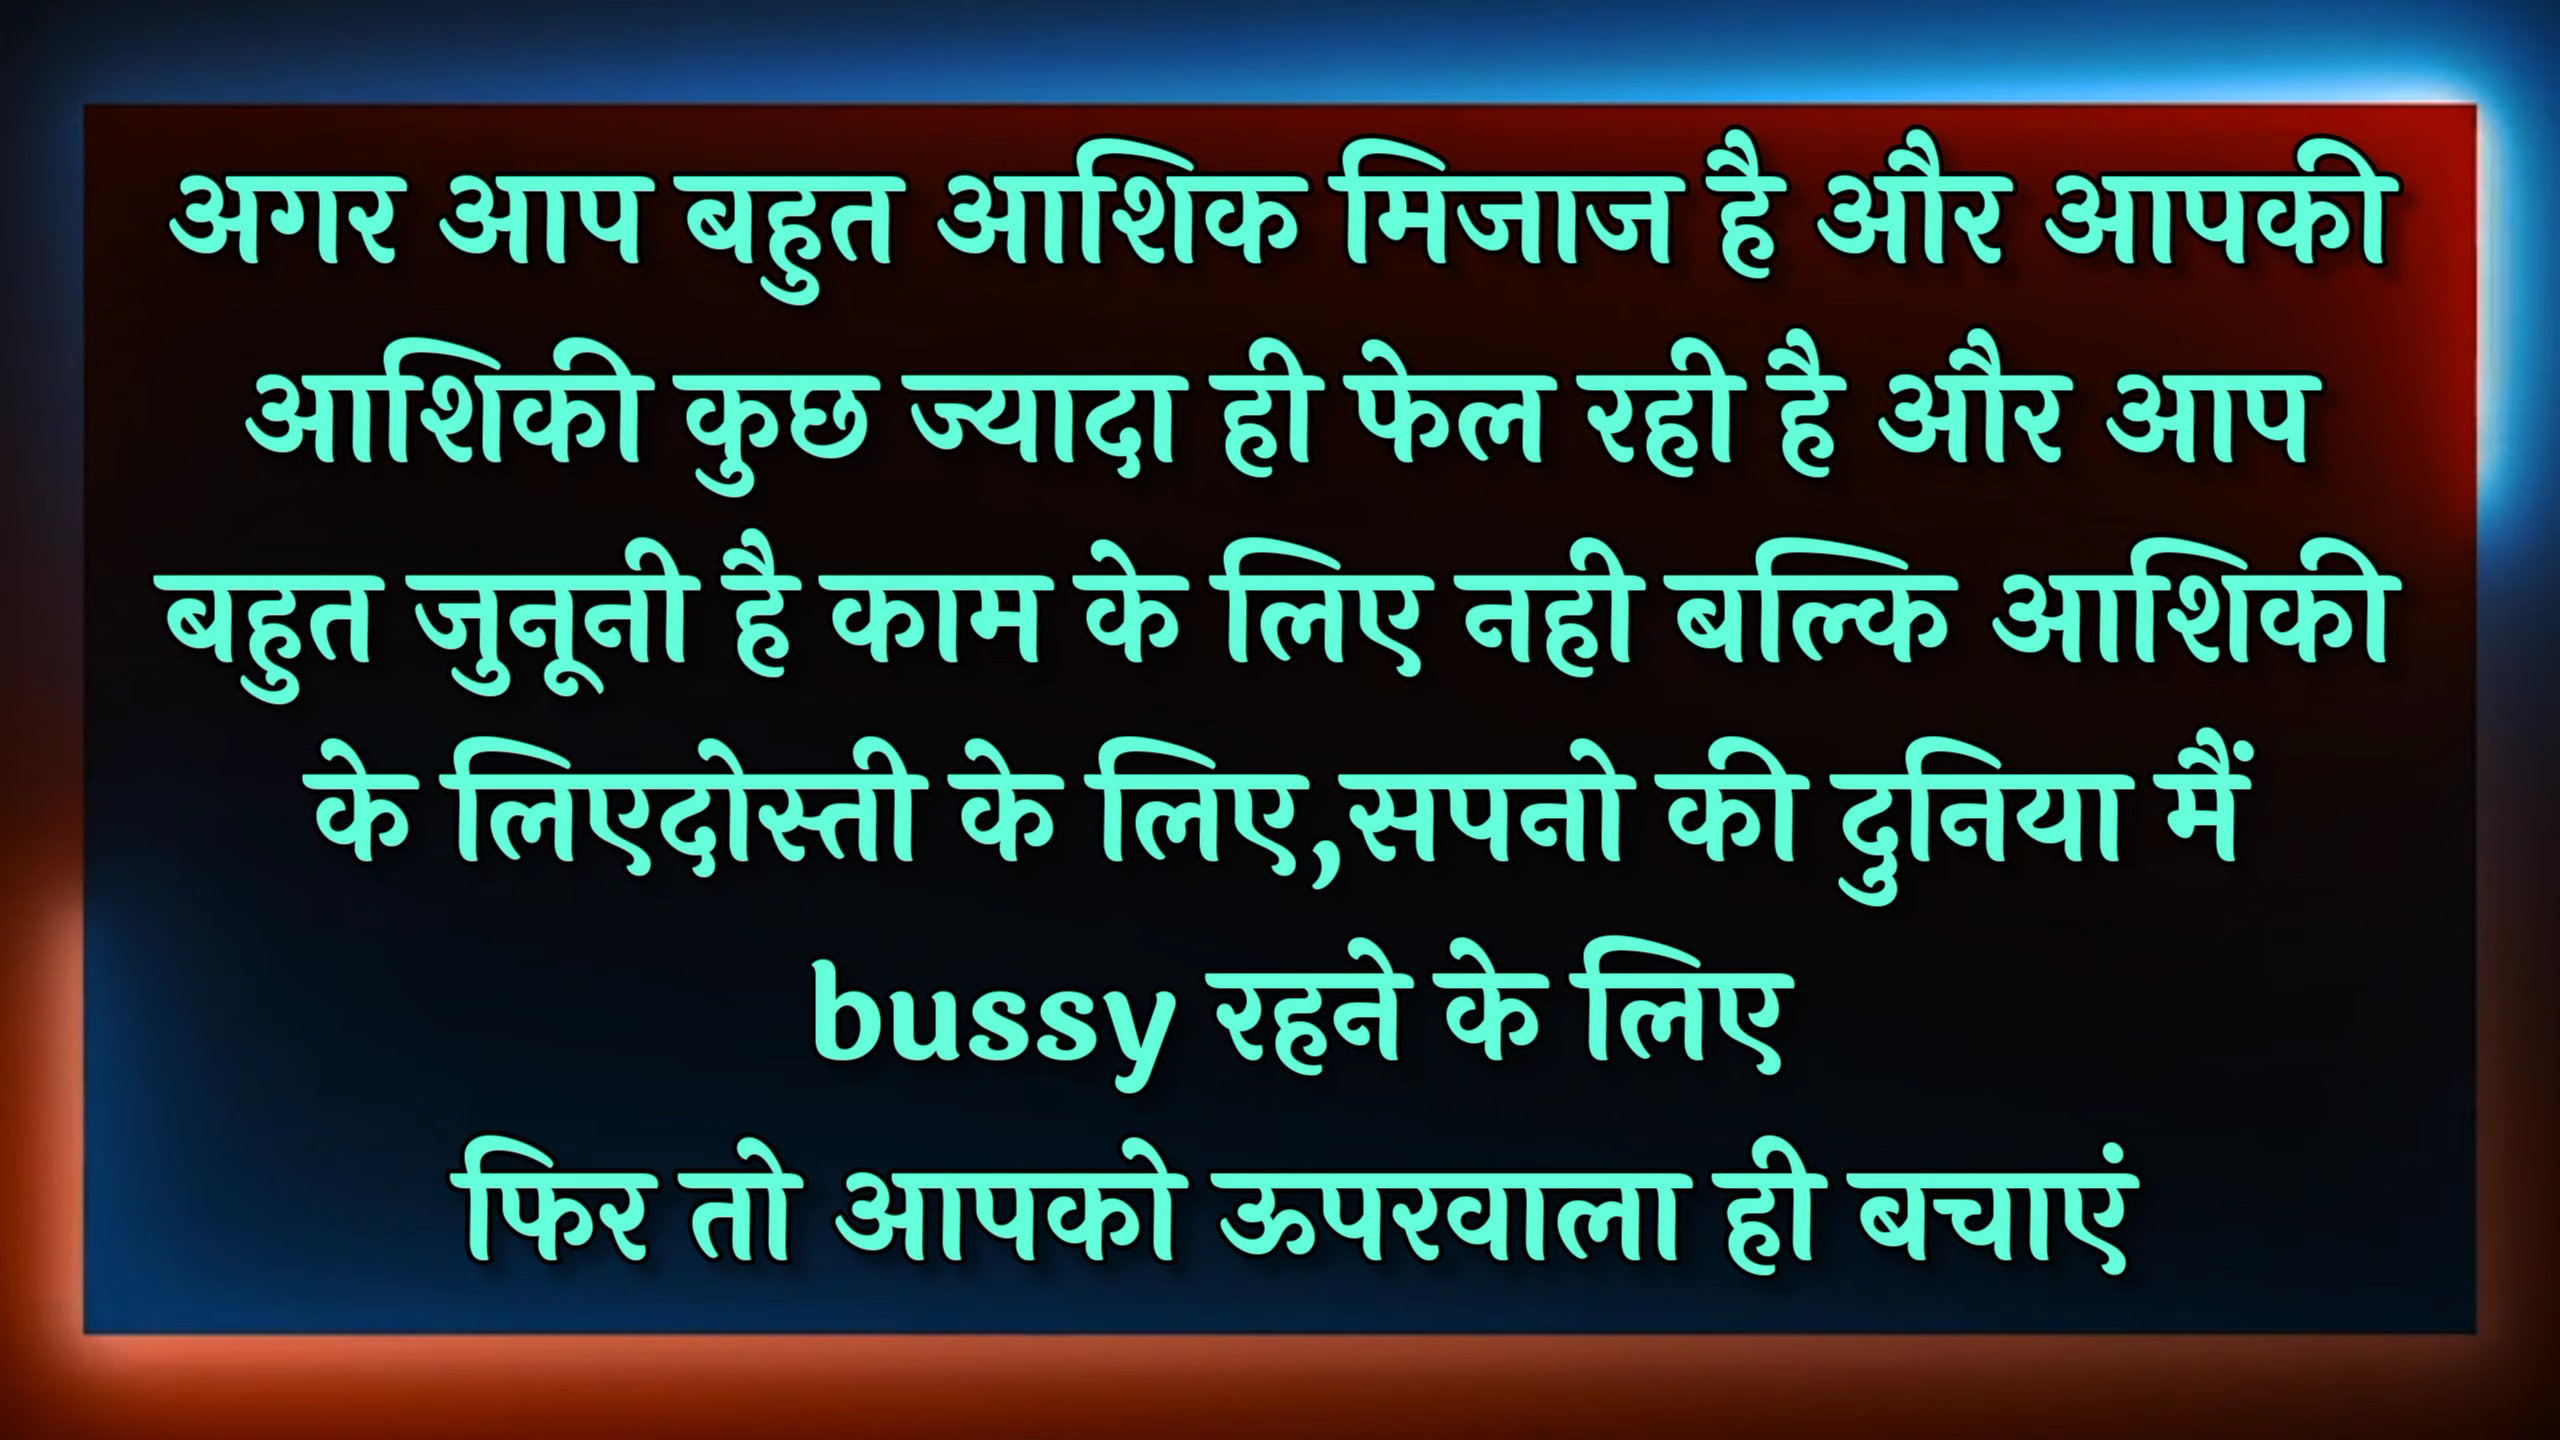 अगर आप बहुत आशिक मिजाज है और आपकी
आशिकी कुछ ज्यादा ही फेल रही है और आप
बहुत जुनूनी है काम के लिए नही बल्कि आशिकी
के लिएदोस्ती के लिए,सपनो की दुनिया मैं
bussy रहने के लिए
फिर तो आपको ऊपरवाला ही बचाएं